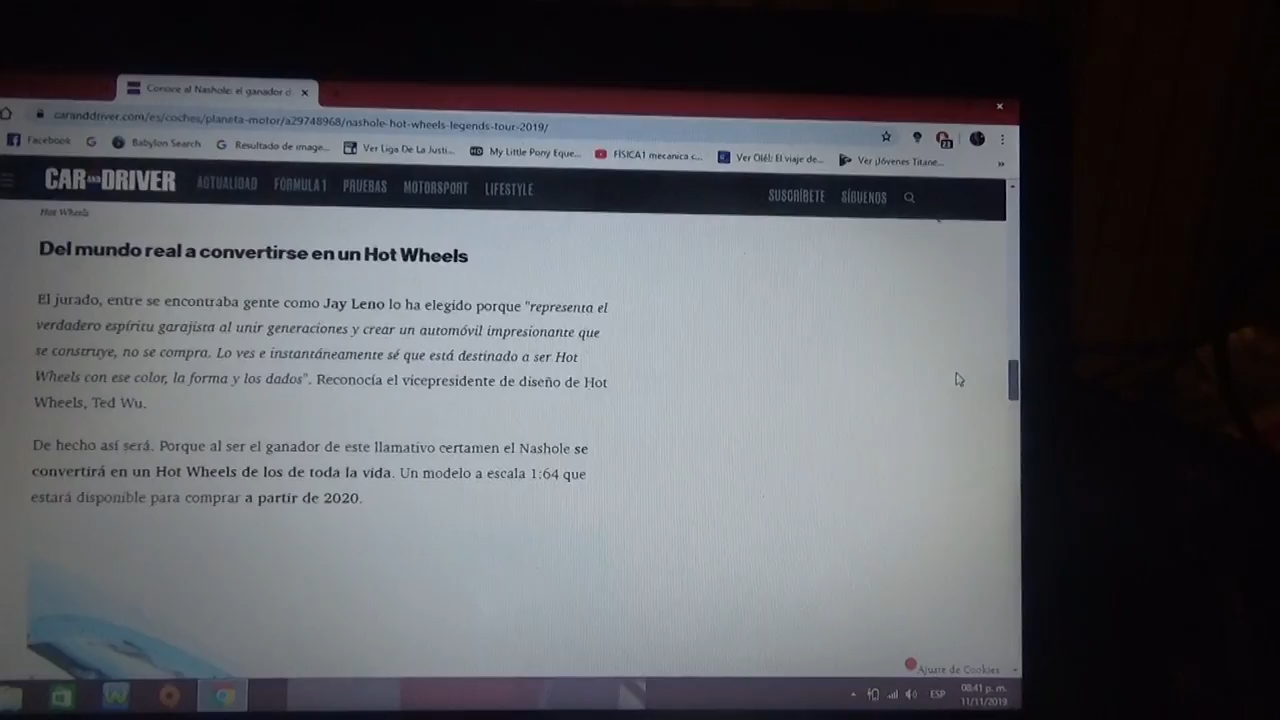 Conoce al Nashole: el ganador d
caranddriver.com/es/coches/planeta-motor/a29748968/nashole-hot-wheels-legends-tour-2019/
Facebook Babylon Search Resultado de image... Ver Liga De La Justi... My Little Pony Eque... FÍSICA1 mecanica.c... Ver Olé!: El viaje de... Ver ¡Jóvenes Titane...
CAR AND DRIVER ACTUALIDAD FÓRMULA 1 PRUEBAS MOTORSPORT LIFESTYLE SUSCRÍBETE SÍGUENOS
Hot Wheels
Del mundo real a convertirse en un Hot Wheels
El jurado, entre se encontraba gente como Jay Leno lo ha elegido porque "representa el
verdadero espíritu garajista al unir generaciones y crear un automóvil impresionante que
se construye, no se compra. Lo ves e instantáneamente sé que está destinado a ser Hot
Wheels con ese color, la forma y los dados". Reconocía el vicepresidente de diseño de Hot
Wheels, Ted Wu.
De hecho así será. Porque al ser el ganador de este llamativo certamen el Nashole se
convertirá en un Hot Wheels de los de toda la vida. Un modelo a escala 1:64 que
estará disponible para comprar a partir de 2020.
Ajuste de Cookies
ESP
08:41 p. m.
11/11/2019